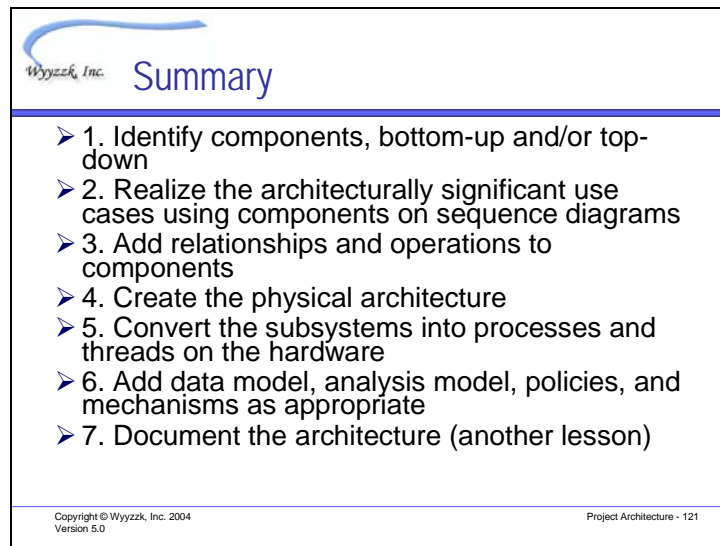 Wyyzzk, Inc.
Summary
➢ 1. Identify components, bottom-up and/or top-
down
➢ 2. Realize the architecturally significant use
cases using components on sequence diagrams
➢ 3. Add relationships and operations to
components
➢ 4. Create the physical architecture
➢ 5. Convert the subsystems into processes and
threads on the hardware
➢ 6. Add data model, analysis model, policies, and
mechanisms as appropriate
➢ 7. Document the architecture (another lesson)
Copyright © Wyyzzk, Inc. 2004
Version 5.0
Project Architecture - 121